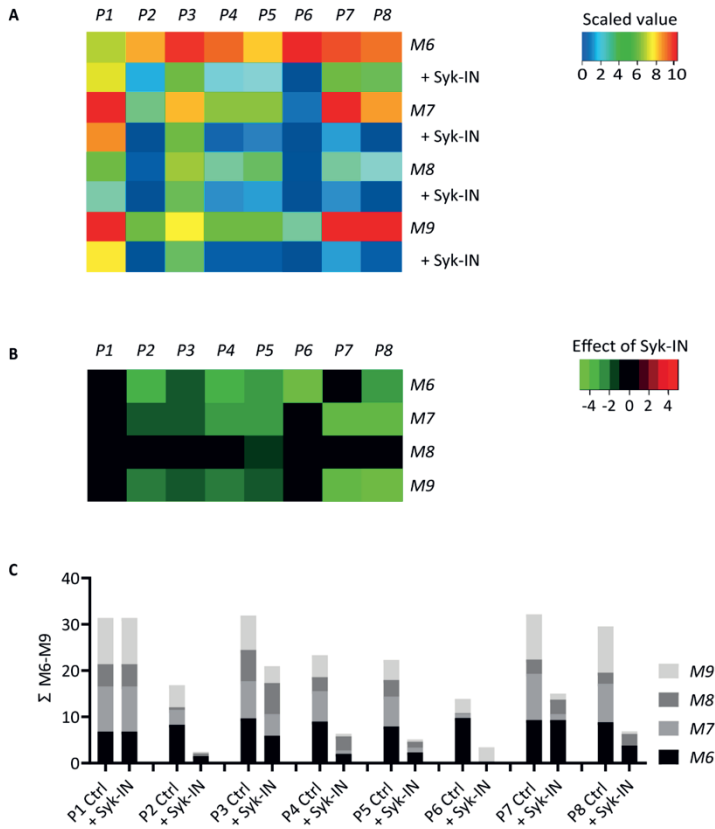 A
P1 P2 P3 P4 P5 P6 P7 P8
M6
+ Syk-IN
M7
+ Syk-IN
M8
+ Syk-IN
M9
+ Syk-IN
Scaled value
0 2 4 6 8 10
B
P1 P2 P3 P4 P5 P6 P7 P8
M6
M7
M8
M9
Effect of Syk-IN
-4 -2 0 2 4
C
Σ M6-M9
40
30
20
10
0
P1 Ctrl
+ Syk-IN
P2 Ctrl
+ Syk-IN
P3 Ctrl
+ Syk-IN
P4 Ctrl
+ Syk-IN
P5 Ctrl
+ Syk-IN
P6 Ctrl
+ Syk-IN
P7 Ctrl
+ Syk-IN
P8 Ctrl
+ Syk-IN
M9
M8
M7
M6